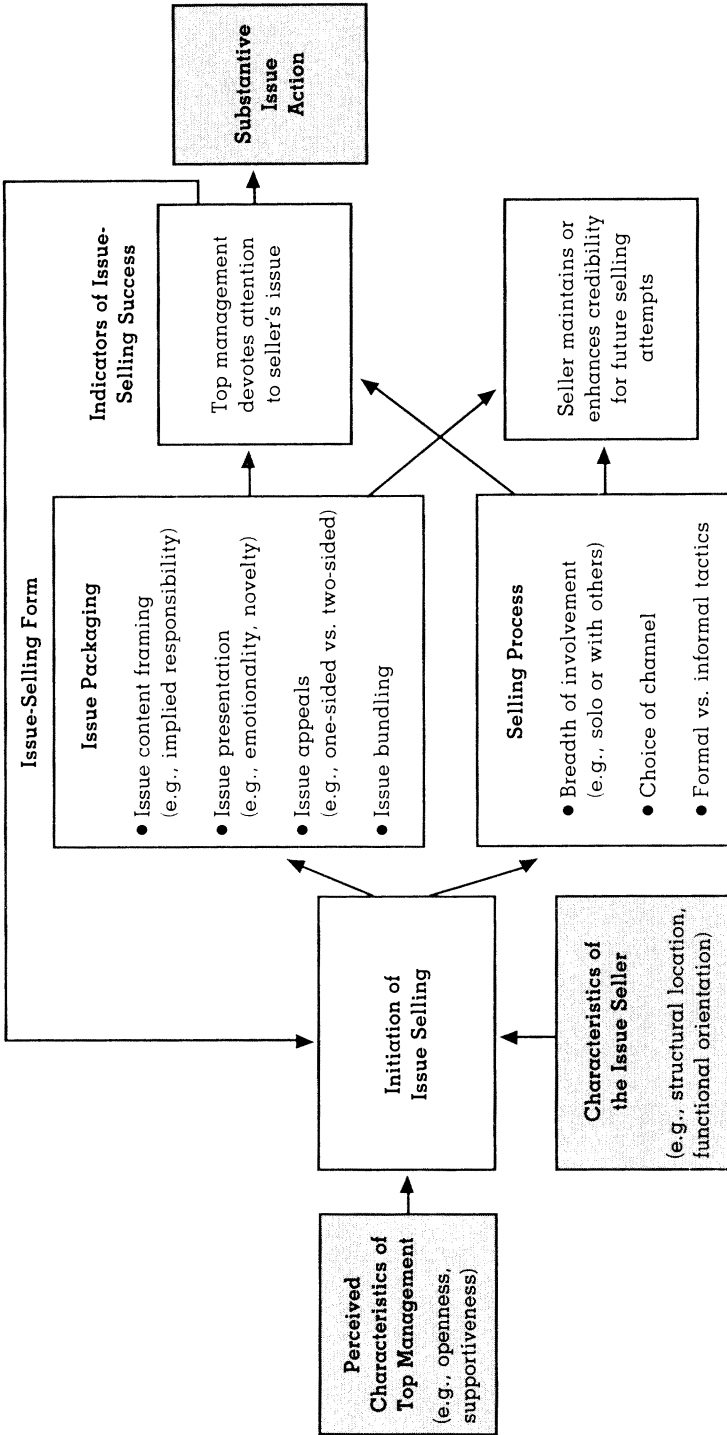 Perceived
Characteristics of
Top Management
(e.g., openness,
supportiveness)
Initiation of
Issue Selling
Characteristics of
the Issue Seller
(e.g., structural location,
functional orientation)
Issue-Selling Form
Issue Packaging
● Issue content framing
(e.g., implied responsibility)
● Issue presentation
(e.g., emotionality, novelty)
● Issue appeals
(e.g., one-sided vs. two-sided)
● Issue bundling
Selling Process
● Breadth of involvement
(e.g., solo or with others)
● Choice of channel
● Formal vs. informal tactics
Indicators of Issue-
Selling Success
Top management
devotes attention
to seller's issue
Seller maintains or
enhances credibility
for future selling
attempts
Substantive
Issue
Action